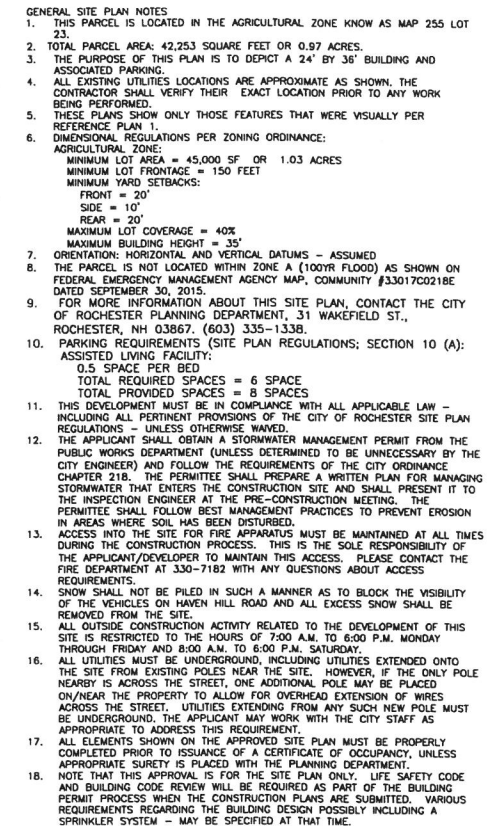 GENERAL SITE PLAN NOTES
1. THIS PARCEL IS LOCATED IN THE AGRICULTURAL ZONE KNOW AS MAP 255 LOT
23.
2. TOTAL PARCEL AREA: 42,253 SQUARE FEET OR 0.97 ACRES.
3. THE PURPOSE OF THIS PLAN IS TO DEPICT A 24' BY 36' BUILDING AND
ASSOCIATED PARKING.
4. ALL EXISTING UTILITIES LOCATIONS ARE APPROXIMATE AS SHOWN. THE
CONTRACTOR SHALL VERIFY THEIR EXACT LOCATION PRIOR TO ANY WORK
BEING PERFORMED.
5. THESE PLANS SHOW ONLY THOSE FEATURES THAT WERE VISUALLY PER
REFERENCE PLAN 1.
6. DIMENSIONAL REGULATIONS PER ZONING ORDINANCE:
AGRICULTURAL ZONE:
MINIMUM LOT AREA = 45,000 SF OR 1.03 ACRES
MINIMUM LOT FRONTAGE = 150 FEET
MINIMUM YARD SETBACKS:
FRONT = 20'
SIDE = 10'
REAR = 20'
MAXIMUM LOT COVERAGE = 40%
MAXIMUM BUILDING HEIGHT = 35'
7. ORIENTATION: HORIZONTAL AND VERTICAL DATUMS - ASSUMED
8. THE PARCEL IS NOT LOCATED WITHIN ZONE A (100YR FLOOD) AS SHOWN ON
FEDERAL EMERGENCY MANAGEMENT AGENCY MAP, COMMUNITY #33017C0218E
DATED SEPTEMBER 30, 2015.
9. FOR MORE INFORMATION ABOUT THIS SITE PLAN, CONTACT THE CITY
OF ROCHESTER PLANNING DEPARTMENT, 31 WAKEFIELD ST.,
ROCHESTER, NH 03867. (603) 335-1338.
10. PARKING REQUIREMENTS (SITE PLAN REGULATIONS; SECTION 10 (A):
ASSISTED LIVING FACILITY:
0.5 SPACE PER BED
TOTAL REQUIRED SPACES = 6 SPACE
TOTAL PROVIDED SPACES = 8 SPACES
11. THIS DEVELOPMENT MUST BE IN COMPLIANCE WITH ALL APPLICABLE LAW -
INCLUDING ALL PERTINENT PROVISIONS OF THE CITY OF ROCHESTER SITE PLAN
REGULATIONS - UNLESS OTHERWISE WAIVED.
12. THE APPLICANT SHALL OBTAIN A STORMWATER MANAGEMENT PERMIT FROM THE
PUBLIC WORKS DEPARTMENT (UNLESS DETERMINED TO BE UNNECESSARY BY THE
CITY ENGINEER) AND FOLLOW THE REQUIREMENTS OF THE CITY ORDINANCE
CHAPTER 218. THE PERMITTEE SHALL PREPARE A WRITTEN PLAN FOR MANAGING
STORMWATER THAT ENTERS THE CONSTRUCTION SITE AND SHALL PRESENT IT TO
THE INSPECTION ENGINEER AT THE PRE-CONSTRUCTION MEETING. THE
PERMITTEE SHALL FOLLOW BEST MANAGEMENT PRACTICES TO PREVENT EROSION
IN AREAS WHERE SOIL HAS BEEN DISTURBED.
13. ACCESS INTO THE SITE FOR FIRE APPARATUS MUST BE MAINTAINED AT ALL TIMES
DURING THE CONSTRUCTION PROCESS. THIS IS THE SOLE RESPONSIBILITY OF
THE APPLICANT/DEVELOPER TO MAINTAIN THIS ACCESS. PLEASE CONTACT THE
FIRE DEPARTMENT AT 330-7182 WITH ANY QUESTIONS ABOUT ACCESS
REQUIREMENTS.
14. SNOW SHALL NOT BE PILED IN SUCH A MANNER AS TO BLOCK THE VISIBILITY
OF THE VEHICLES ON HAVEN HILL ROAD AND ALL EXCESS SNOW SHALL BE
REMOVED FROM THE SITE.
15. ALL OUTSIDE CONSTRUCTION ACTIVITY RELATED TO THE DEVELOPMENT OF THIS
SITE IS RESTRICTED TO THE HOURS OF 7:00 A.M. TO 6:00 P.M. MONDAY
THROUGH FRIDAY AND 8:00 A.M. TO 6:00 P.M. SATURDAY.
16. ALL UTILITIES MUST BE UNDERGROUND, INCLUDING UTILITIES EXTENDED ONTO
THE SITE FROM EXISTING POLES NEAR THE SITE. HOWEVER, IF THE ONLY POLE
NEARBY IS ACROSS THE STREET, ONE ADDITIONAL POLE MAY BE PLACED
ON/NEAR THE PROPERTY TO ALLOW FOR OVERHEAD EXTENSION OF WIRES
ACROSS THE STREET. UTILITIES EXTENDING FROM ANY SUCH NEW POLE MUST
BE UNDERGROUND. THE APPLICANT MAY WORK WITH THE CITY STAFF AS
APPROPRIATE TO ADDRESS THIS REQUIREMENT.
17. ALL ELEMENTS SHOWN ON THE APPROVED SITE PLAN MUST BE PROPERLY
COMPLETED PRIOR TO ISSUANCE OF A CERTIFICATE OF OCCUPANCY, UNLESS
APPROPRIATE SURETY IS PLACED WITH THE PLANNING DEPARTMENT.
18. NOTE THAT THIS APPROVAL IS FOR THE SITE PLAN ONLY. LIFE SAFETY CODE
AND BUILDING CODE REVIEW WILL BE REQUIRED AS PART OF THE BUILDING
PERMIT PROCESS WHEN THE CONSTRUCTION PLANS ARE SUBMITTED. VARIOUS
REQUIREMENTS REGARDING THE BUILDING DESIGN POSSIBLY INCLUDING A
SPRINKLER SYSTEM - MAY BE SPECIFIED AT THAT TIME.